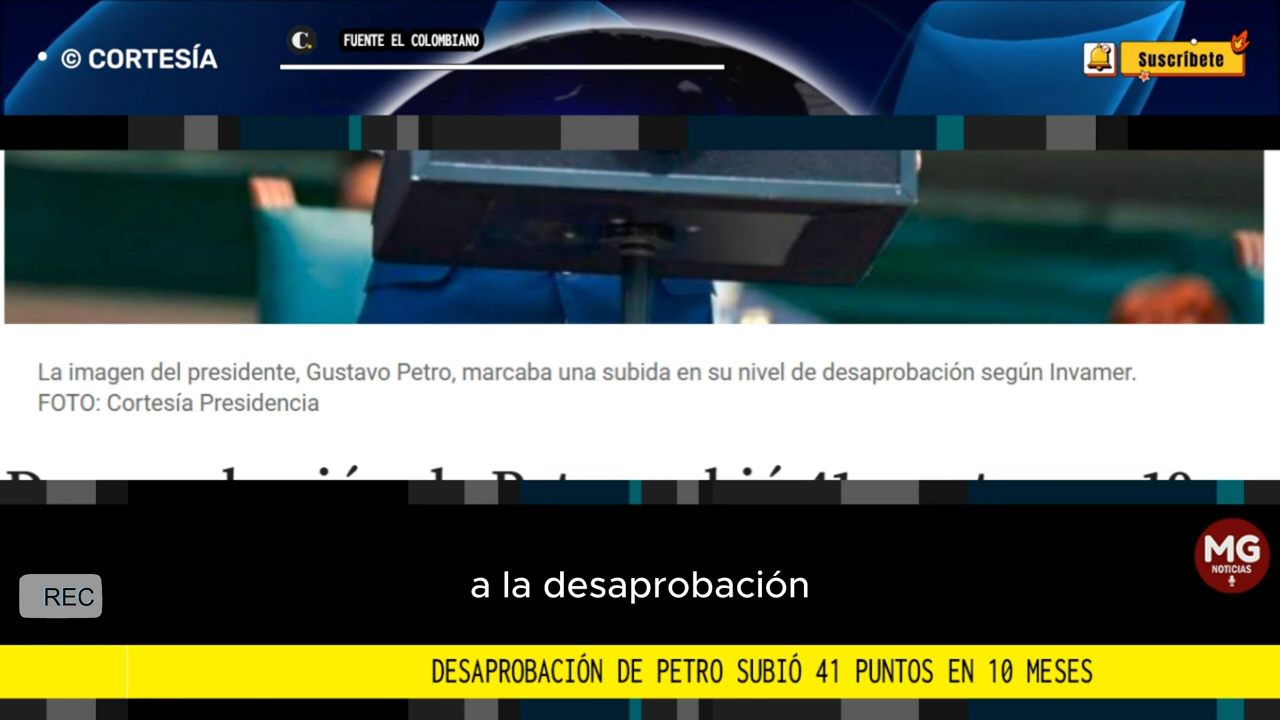 © CORTESÍA
C.
FUENTE EL COLOMBIANO
Suscríbete
La imagen del presidente, Gustavo Petro, marcaba una subida en su nivel de desaprobación según Invamer.
FOTO: Cortesía Presidencia
MG
NOTICIAS
REC
a la desaprobación
DESAPROBACIÓN DE PETRO SUBIÓ 41 PUNTOS EN 10 MESES